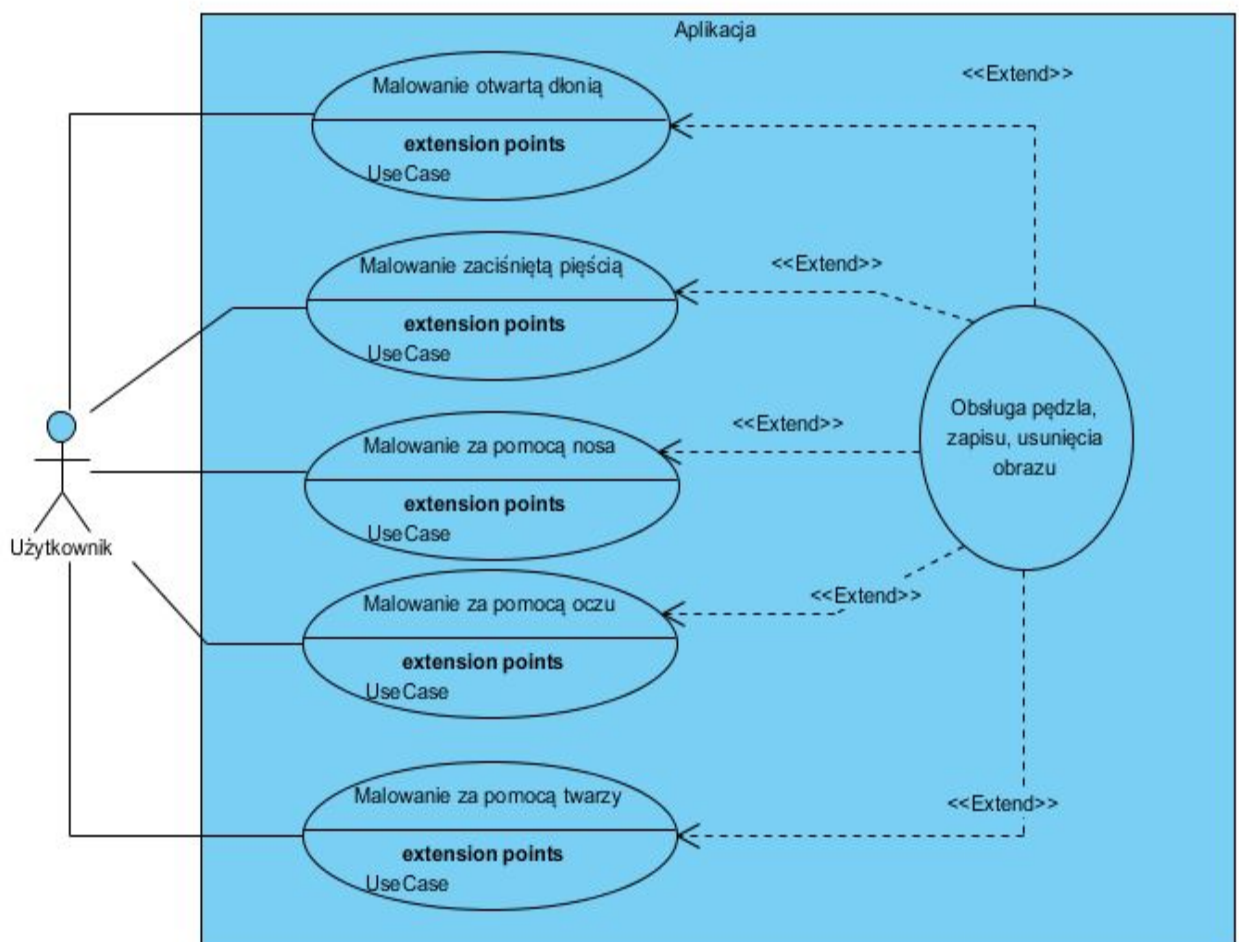 Aplikacja
Malowanie otwartą dłonią
extension points
UseCase
<<Extend>>
Malowanie zaciśniętą pięścią
extension points
UseCase
<<Extend>>
Malowanie za pomocą nosa
extension points
UseCase
<<Extend>>
Obsługa pędzla,
zapisu, usunięcia
obrazu
Użytkownik
Malowanie za pomocą oczu
extension points
UseCase
<<Extend>>
Malowanie za pomocą twarzy
extension points
UseCase
<<Extend>>